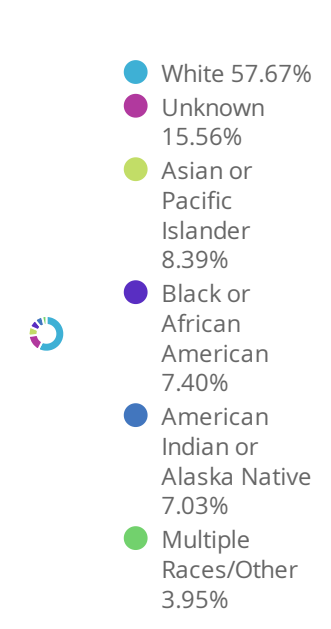 White 57.67%
Unknown
15.56%
Asian or
Pacific
Islander
8.39%
Black or
African
American
7.40%
American
Indian or
Alaska Native
7.03%
Multiple
Races/Other
3.95%